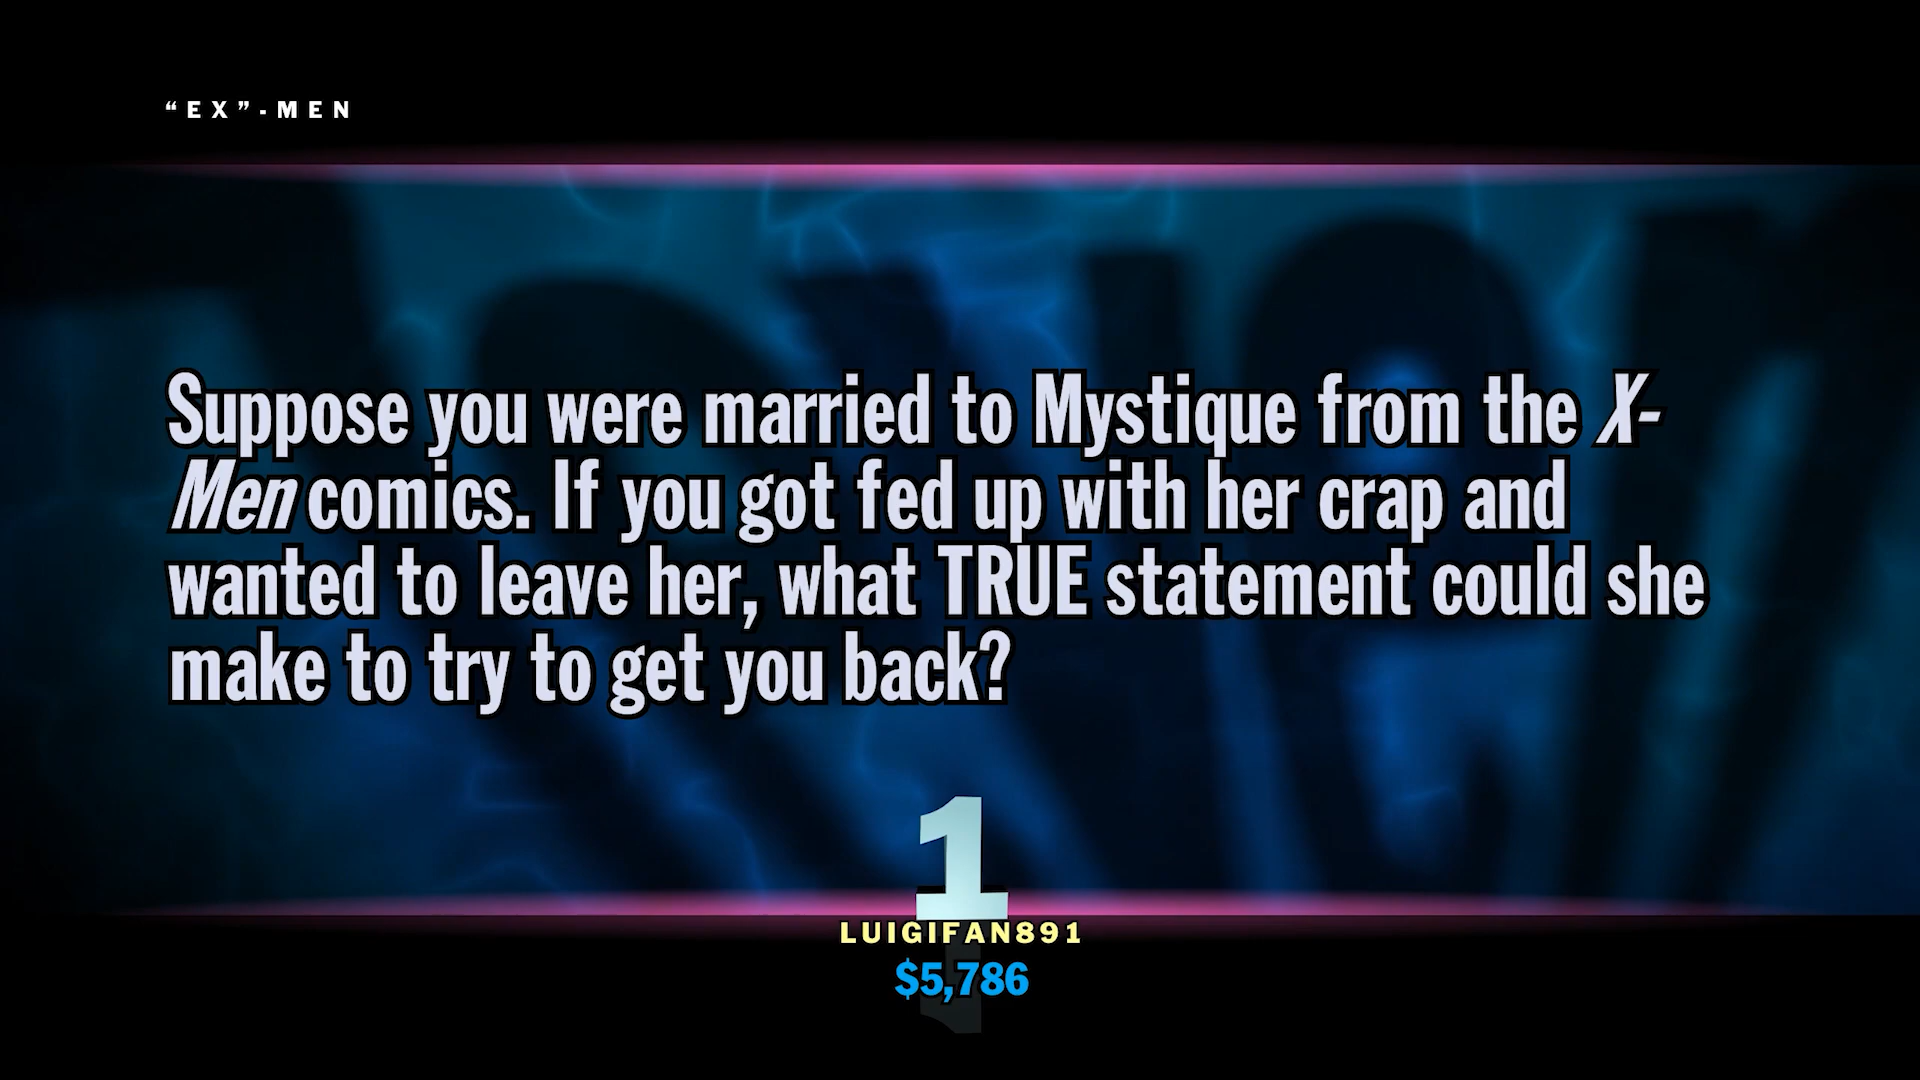 “EX”-MEN
Suppose you were married to Mystique from the X-
Men comics. If you got fed up with her crap and
wanted to leave her, what TRUE statement could she
make to try to get you back?
1
LUIGIFAN891
$5,786